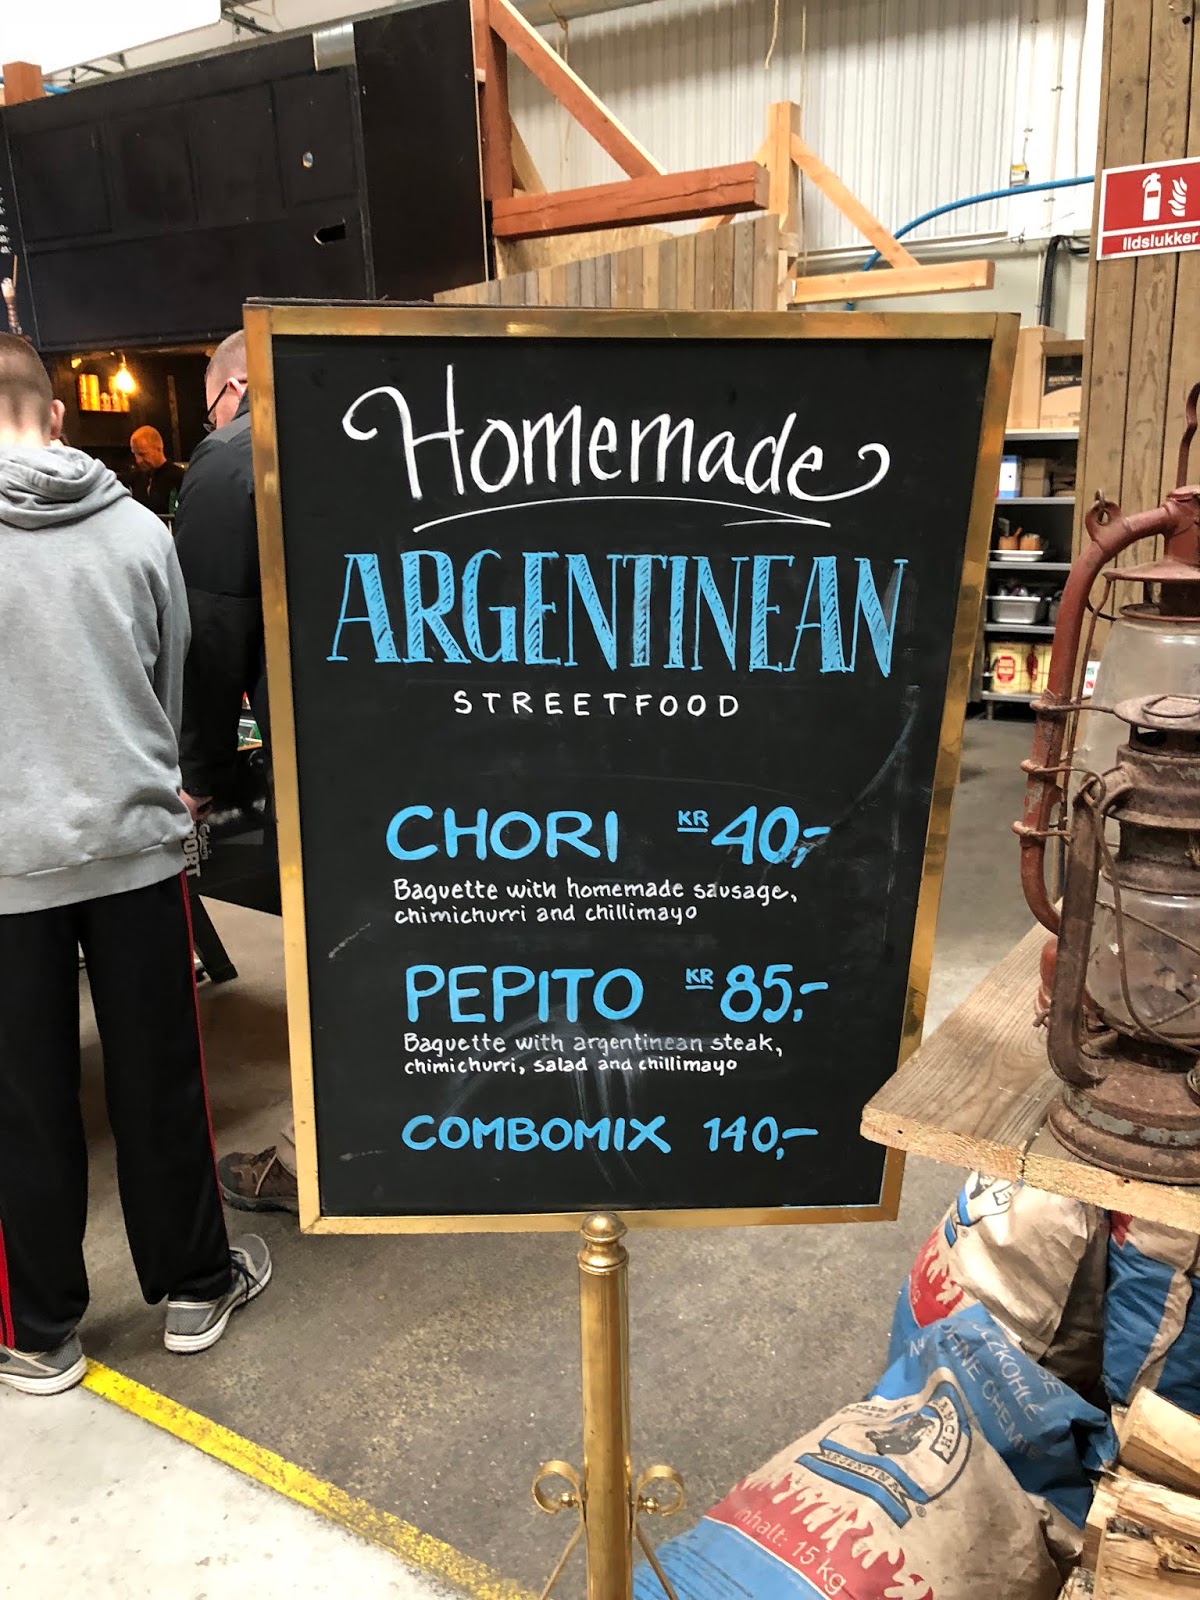 Homemade
ARGENTINEAN
STREETFOOD
CHORI KR 40,-
Baguette with homemade sausage,
chimichurri and chillimayo
PEPITO KR 85,-
Baguette with argentinean steak,
chimichurri, salad and chillimayo
COMBOMIX 140,-
Ildslukker
ARGENTINA
Inhalt: 15 kg